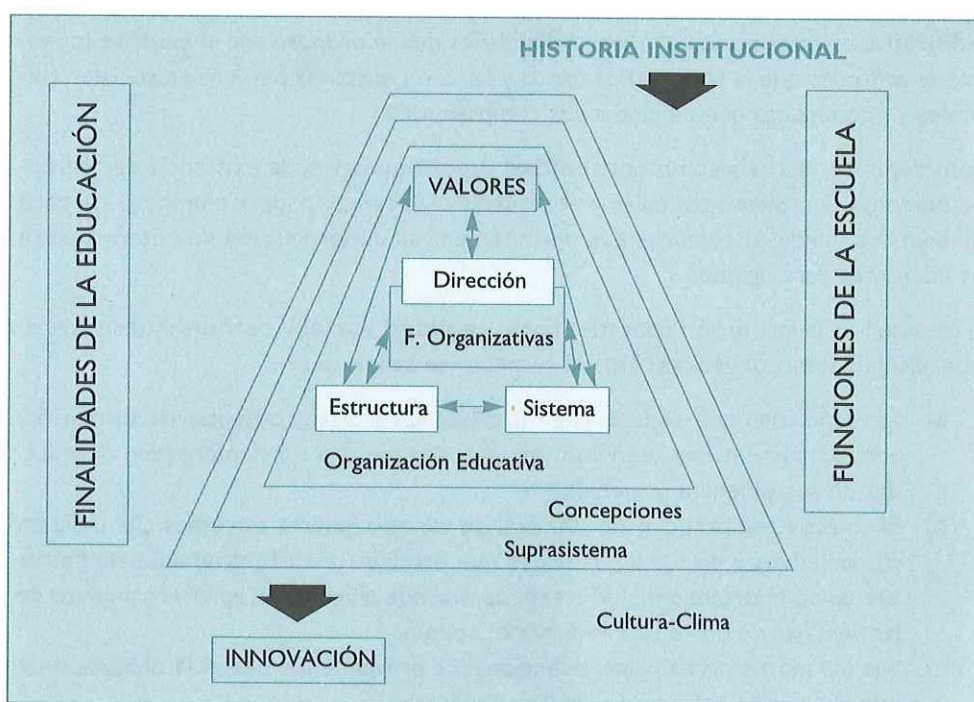 HISTORIA INSTITUCIONAL
FINALIDADES DE LA EDUCACIÓN
FUNCIONES DE LA ESCUELA
VALORES
Dirección
F. Organizativas
Estructura
Sistema
Organización Educativa
Concepciones
Suprasistema
Cultura-Clima
INNOVACIÓN